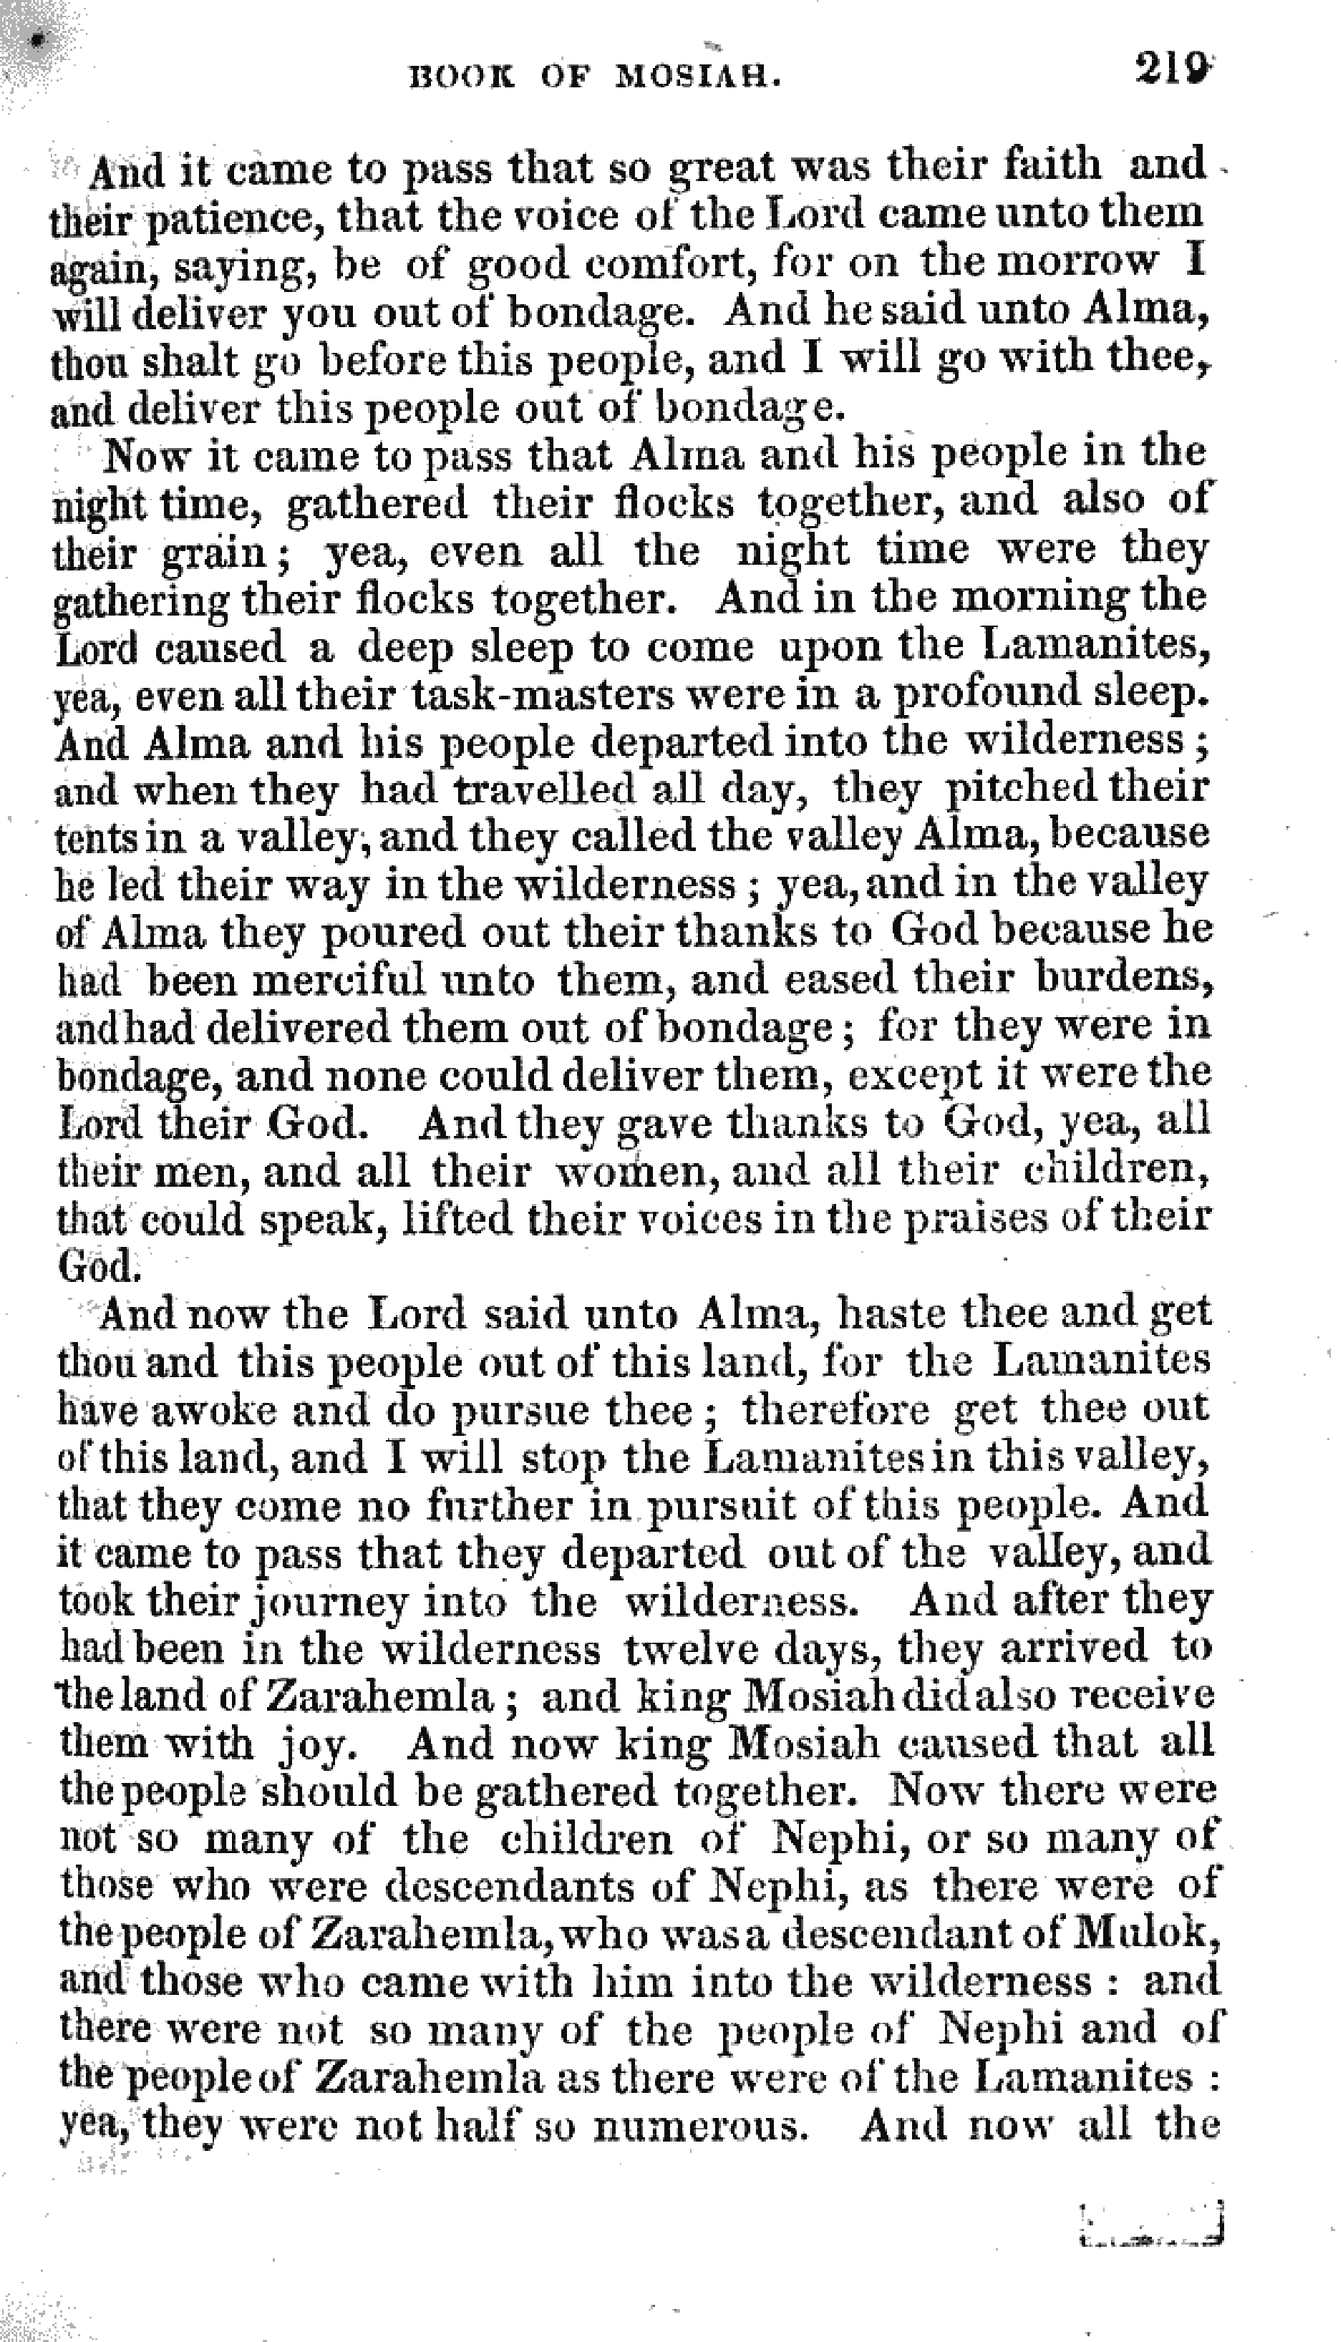 BOOK OF MOSIAH. 219
And it came to pass that so great was their faith and
their patience, that the voice of the Lord came unto them
again, saying, be of good comfort, for on the morrow I
will deliver you out of bondage. And he said unto Alma,
thou shalt go before this people, and I will go with thee,
and deliver this people out of bondage.
Now it came to pass that Alma and his people in the
night time, gathered their flocks together, and also of
their grain; yea, even all the night time were they
gathering their flocks together. And in the morning the
Lord caused a deep sleep to come upon the Lamanites,
yea, even all their task-masters were in a profound sleep.
And Alma and his people departed into the wilderness;
and when they had travelled all day, they pitched their
tents in a valley, and they called the valley Alma, because
he led their way in the wilderness; yea, and in the valley
of Alma they poured out their thanks to God because he
had been merciful unto them, and eased their burdens,
and had delivered them out of bondage; for they were in
bondage, and none could deliver them, except it were the
Lord their God. And they gave thanks to God, yea, all
their men, and all their women, and all their children,
that could speak, lifted their voices in the praises of their
God.
And now the Lord said unto Alma, haste thee and get
thou and this people out of this land, for the Lamanites
have awoke and do pursue thee; therefore get thee out
of this land, and I will stop the Lamanites in this valley,
that they come no further in pursuit of this people. And
it came to pass that they departed out of the valley, and
took their journey into the wilderness. And after they
had been in the wilderness twelve days, they arrived to
the land of Zarahemla; and king Mosiah did also receive
them with joy. And now king Mosiah caused that all
the people should be gathered together. Now there were
not so many of the children of Nephi, or so many of
those who were descendants of Nephi, as there were of
the people of Zarahemla, who was a descendant of Mulok,
and those who came with him into the wilderness: and
there were not so many of the people of Nephi and of
the people of Zarahemla as there were of the Lamanites:
yea, they were not half so numerous. And now all the